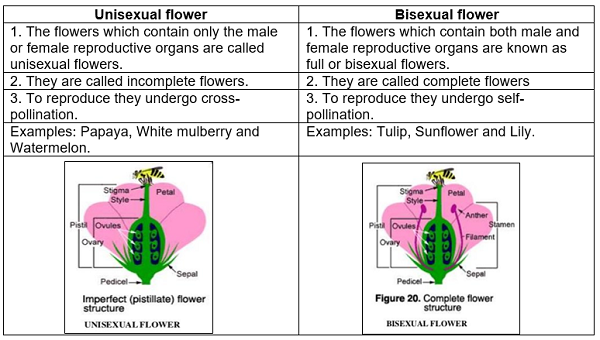 Unisexual flower
Bisexual flower
1. The flowers which contain only the male
or female reproductive organs are called
unisexual flowers.
1. The flowers which contain both male and
female reproductive organs are known as
full or bisexual flowers.
2. They are called incomplete flowers.
2. They are called complete flowers
3. To reproduce they undergo cross-
pollination.
3. To reproduce they undergo self-
pollination.
Examples: Papaya, White mulberry and
Watermelon.
Examples: Tulip, Sunflower and Lily.
Stigma
Petal
Style
Pistil
Ovules
Ovary
Sepal
Pedicel
Imperfect (pistillate) flower
structure
UNISEXUAL FLOWER
Stigma
Petal
Style
Anther
Pistil
Ovules
Stamen
Filament
Ovary
Sepal
Pedicel
Figure 20. Complete flower
structure
BISEXUAL FLOWER